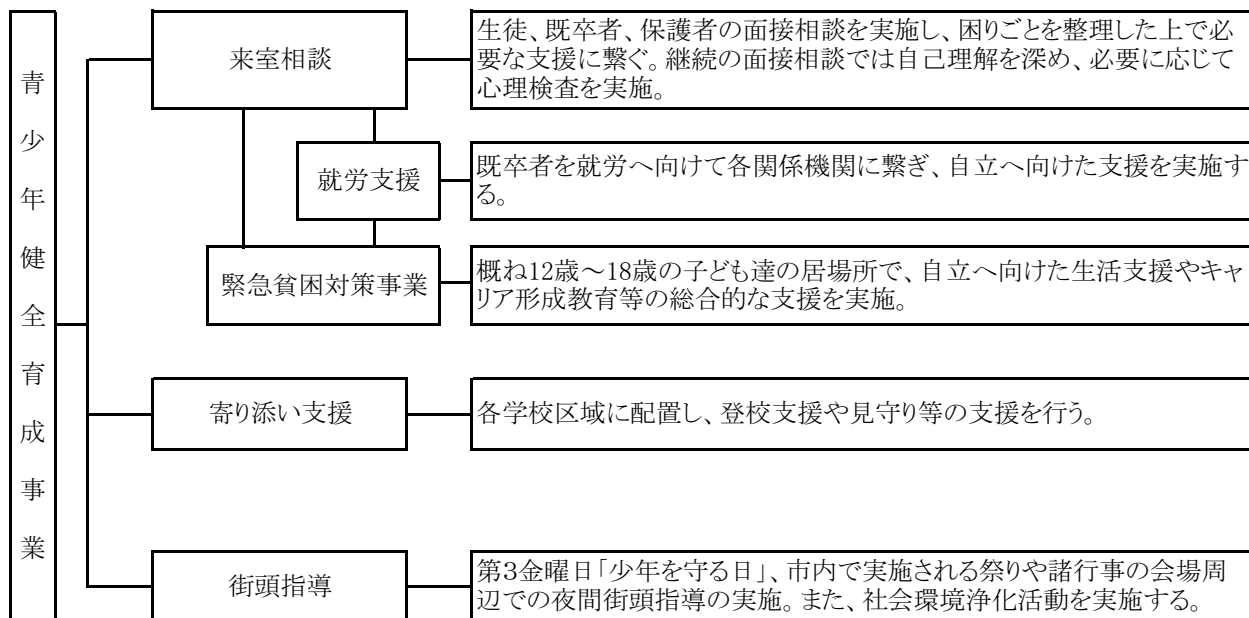 青少年健全育成事業
来室相談
生徒、既卒者、保護者の面接相談を実施し、困りごとを整理した上で必
要な支援に繋ぐ。継続の面接相談では自己理解を深め、必要に応じて
心理検査を実施。
就労支援
既卒者を就労へ向けて各関係機関に繋ぎ、自立へ向けた支援を実施す
る。
緊急貧困対策事業
概ね12歳～18歳の子ども達の居場所で、自立へ向けた生活支援やキャ
リア形成教育等の総合的な支援を実施。
寄り添い支援
各学校区域に配置し、登校支援や見守り等の支援を行う。
街頭指導
第3金曜日「少年を守る日」、市内で実施される祭りや諸行事の会場周
辺での夜間街頭指導の実施。また、社会環境浄化活動を実施する。